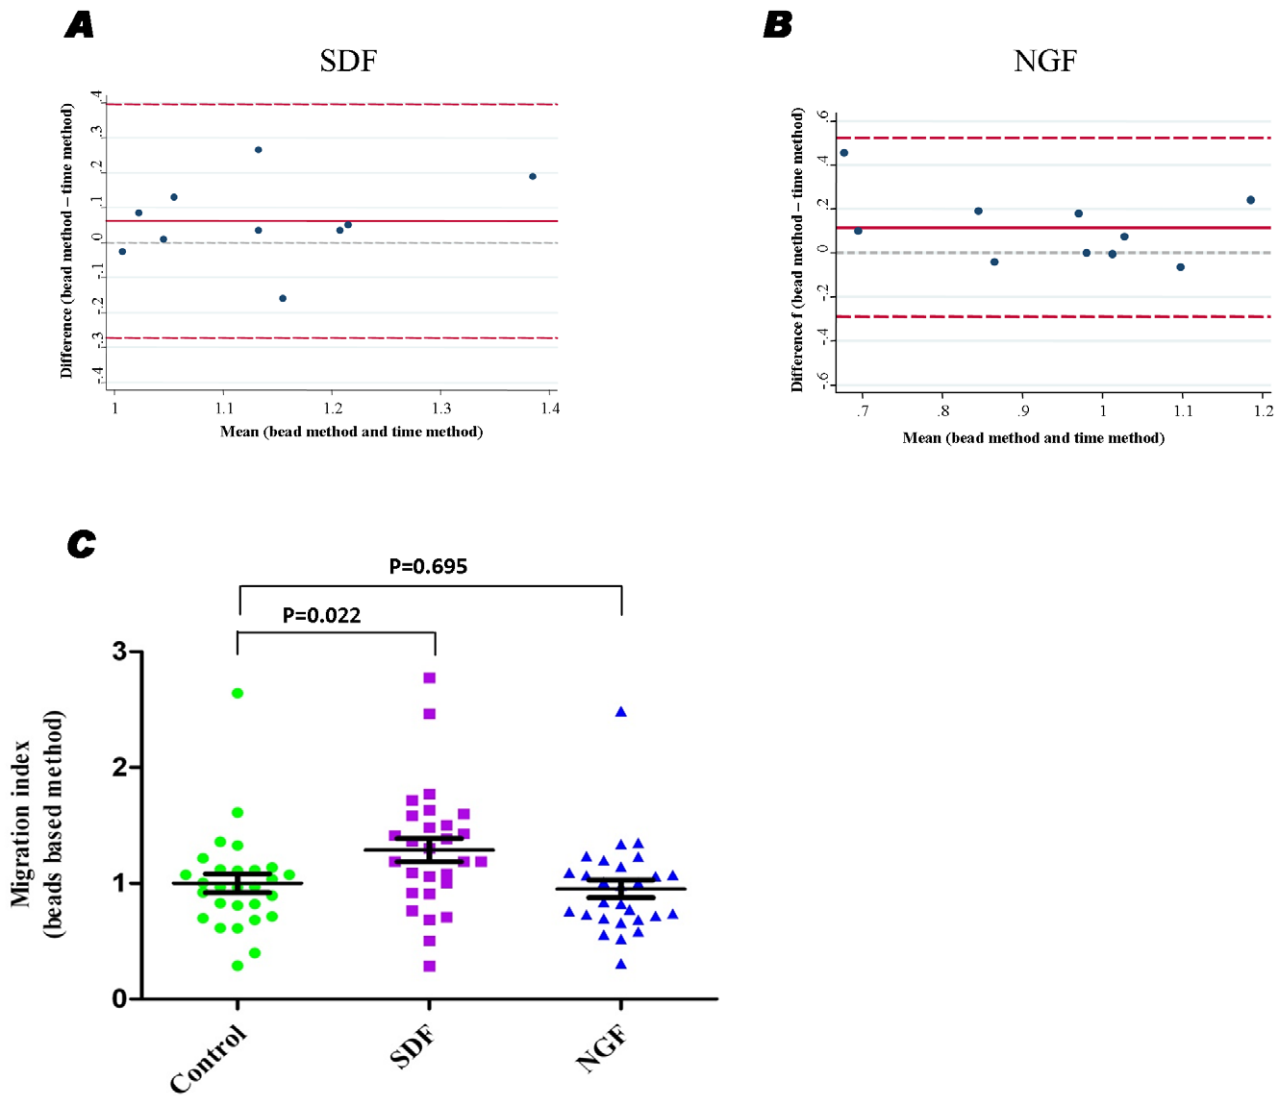 A
SDF
Difference (bead method – time method)
.4
.3
.2
.1
0
-.1
-.2
-.3
-.4
1
1.1
1.2
1.3
1.4
Mean (bead method and time method)
B
NGF
Difference f (bead method – time method)
.6
.4
.2
0
-.2
-.4
-.6
.7
.8
.9
1
1.1
1.2
Mean (bead method and time method)
C
P=0.695
P=0.022
Migration index
(beads based method)
3
2
1
0
Control
SDF
NGF